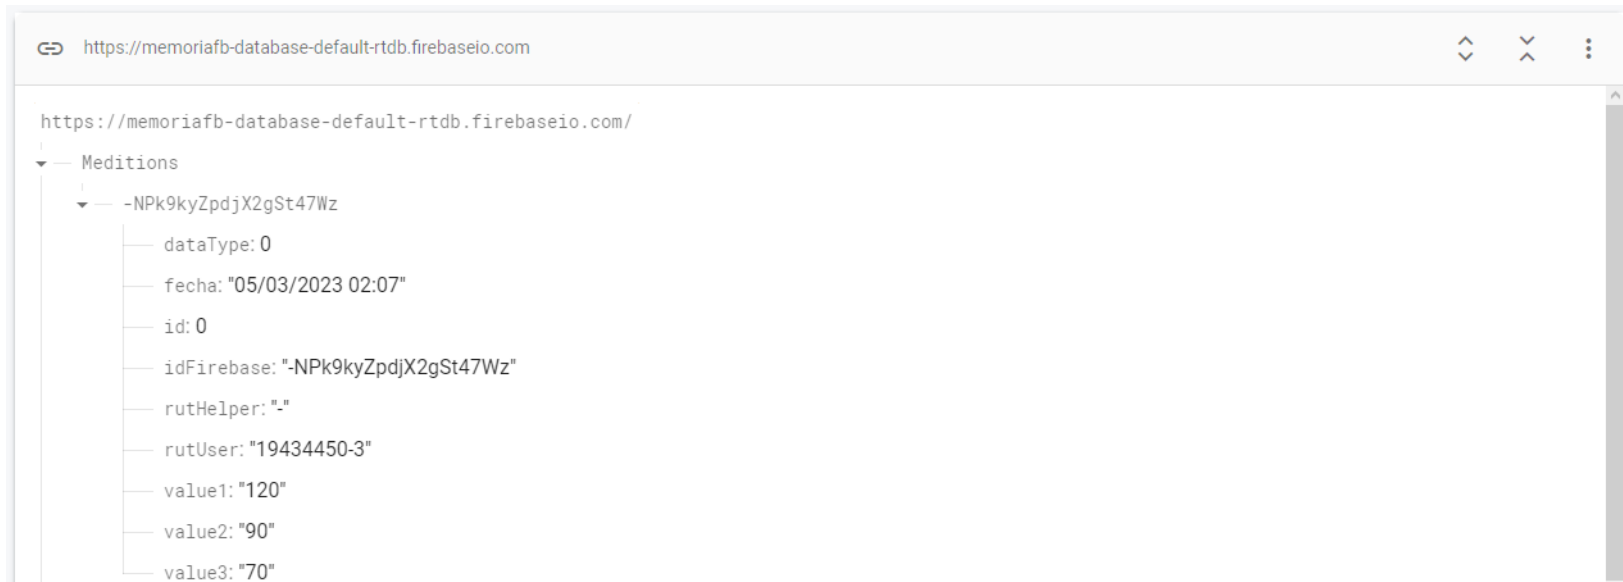 https://memoriafb-database-default-rtdb.firebaseio.com
https://memoriafb-database-default-rtdb.firebaseio.com/
Meditions
-NPk9kyZpdjX2gSt47Wz
dataType: 0
fecha: "05/03/2023 02:07"
id: 0
idFirebase: "-NPk9kyZpdjX2gSt47Wz"
rutHelper: "-"
rutUser: "19434450-3"
value1: "120"
value2: "90"
value3: "70"